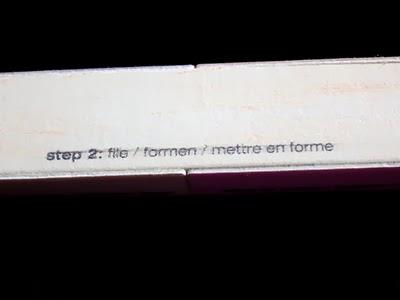 step 2: file / formen / mettre en forme